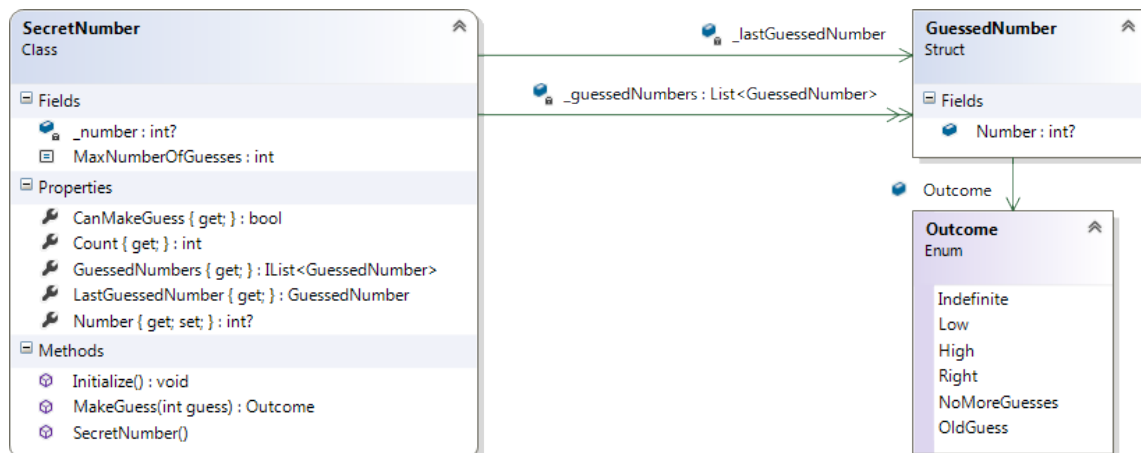 SecretNumber
Class
Fields
_number : int?
MaxNumberOfGuesses : int
Properties
CanMakeGuess { get; } : bool
Count { get; } : int
GuessedNumbers { get; } : IList<GuessedNumber>
LastGuessedNumber { get; } : GuessedNumber
Number { get; set; } : int?
Methods
Initialize() : void
MakeGuess(int guess) : Outcome
SecretNumber()
_lastGuessedNumber
_guessedNumbers : List<GuessedNumber>
GuessedNumber
Struct
Fields
Number : int?
Outcome
Outcome
Enum
Indefinite
Low
High
Right
NoMoreGuesses
OldGuess